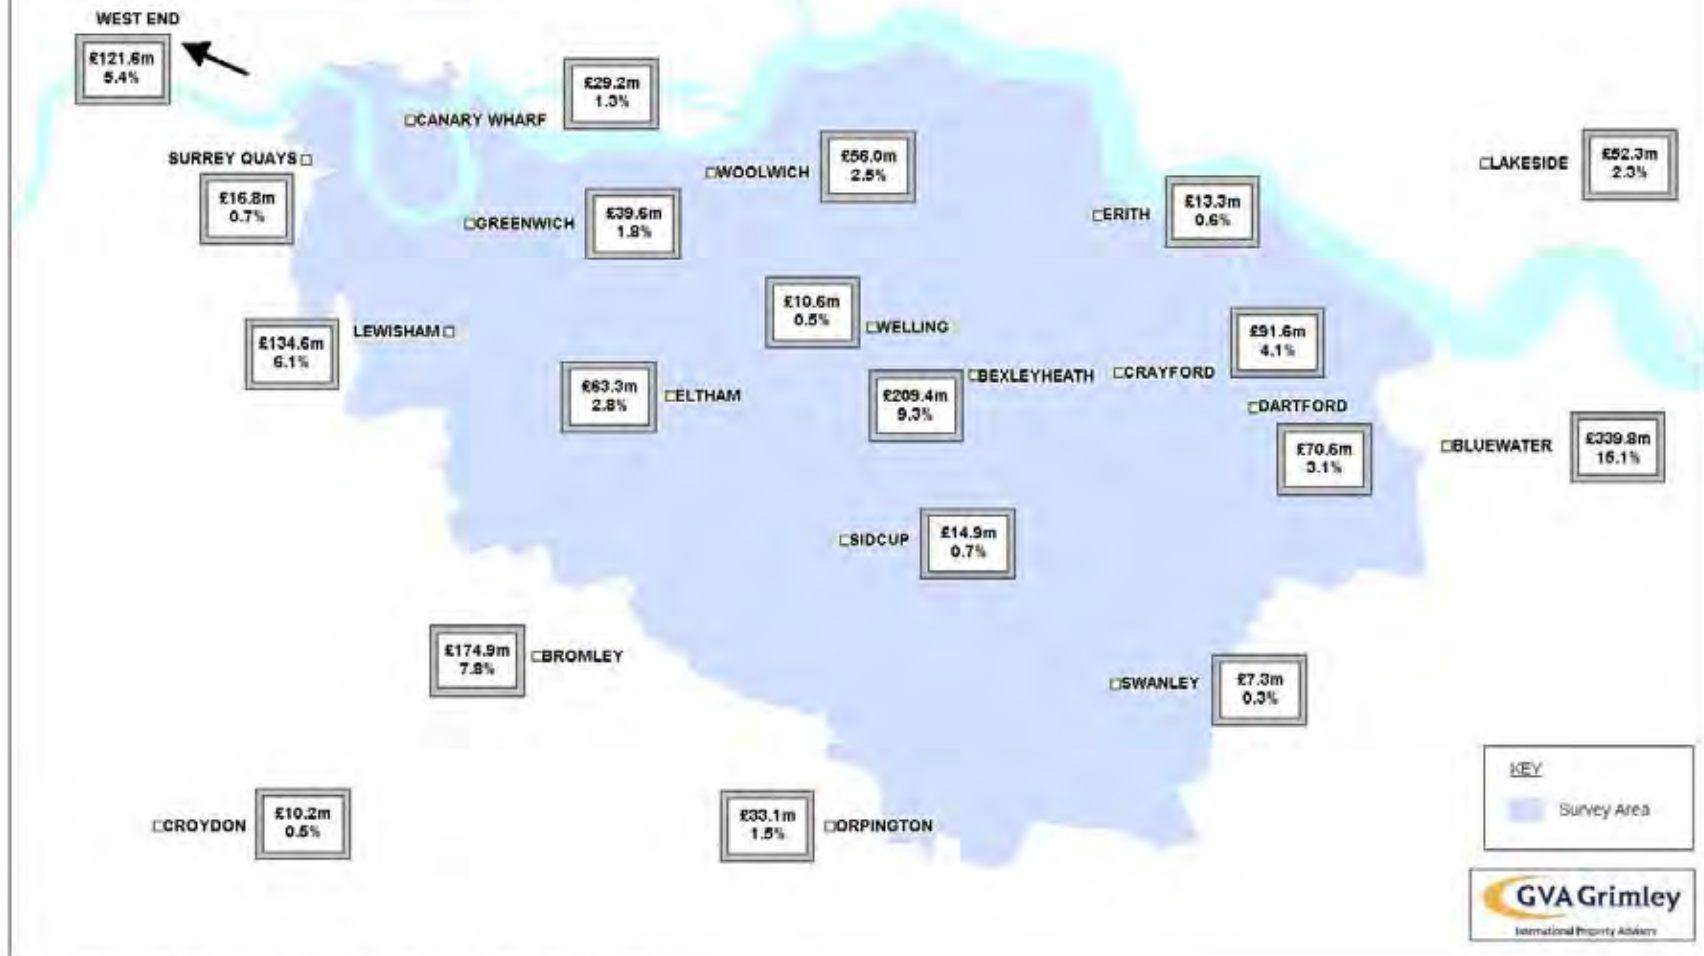 WEST END
£121.6m
5.4%
£29.2m
1.3%
CANARY WHARF
SURREY QUAYS
£16.8m
0.7%
WOOLWICH
£56.0m
2.5%
LAKESIDE
£52.3m
2.3%
GREENWICH
£39.6m
1.8%
ERITH
£13.3m
0.6%
£10.6m
0.5%
WELLING
LEWISHAM
£134.6m
6.1%
£91.6m
4.1%
CRAYFORD
BEXLEYHEATH
£209.4m
9.3%
£63.3m
2.8%
ELTHAM
DARTFORD
£70.6m
3.1%
BLUEWATER
£339.8m
15.1%
SIDCUP
£14.9m
0.7%
£174.9m
7.8%
BROMLEY
SWANLEY
£7.3m
0.3%
CROYDON
£10.2m
0.5%
£33.1m
1.5%
ORPINGTON
KEY
Survey Area
GVA Grimley
International Property Advisers